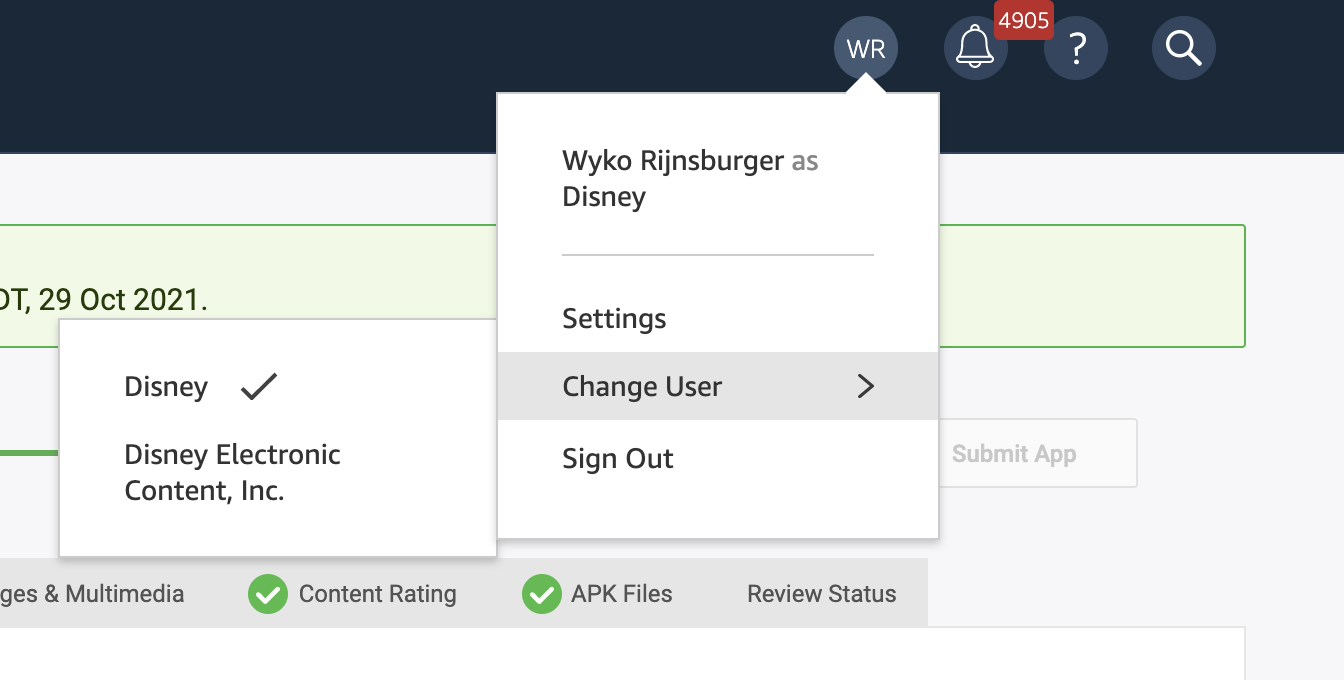 WR
4905
?
Wyko Rijnsburger as
Disney
DT, 29 Oct 2021.
Settings
Change User
Sign Out
Disney
Disney Electronic
Content, Inc.
Submit App
ges & Multimedia
Content Rating
APK Files
Review Status